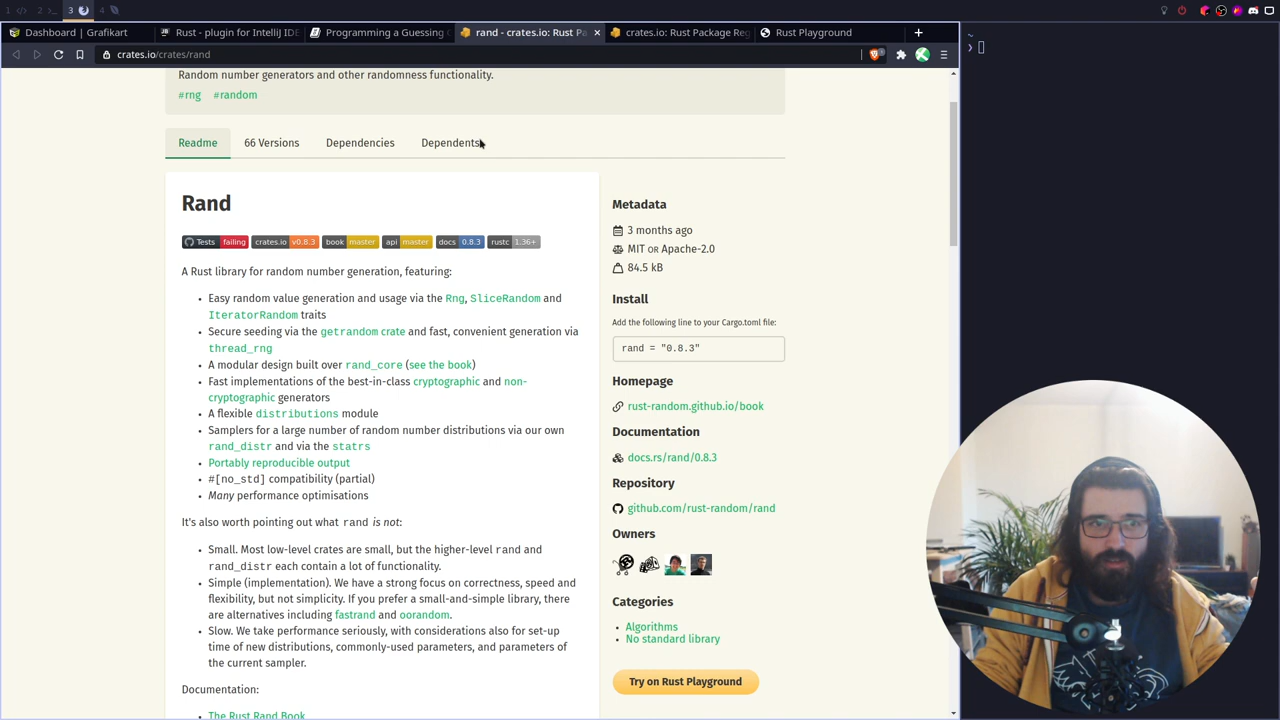 1 </> 2 >_ 3 4
Dashboard | Grafikart
Rust - plugin for IntelliJ IDE
Programming a Guessing G
rand - crates.io: Rust Pa
×
crates.io: Rust Package Reg
Rust Playground
+
crates.io/crates/rand
~
❯
Random number generators and other randomness functionality.
#rng #random
Readme 66 Versions Dependencies Dependents
Rand
Tests failing crates.io v0.8.3 book master api master docs 0.8.3 rustc 1.36+
A Rust library for random number generation, featuring:
• Easy random value generation and usage via the Rng, SliceRandom and
IteratorRandom traits
• Secure seeding via the getrandom crate and fast, convenient generation via
thread_rng
• A modular design built over rand_core (see the book)
• Fast implementations of the best-in-class cryptographic and non-
cryptographic generators
• A flexible distributions module
• Samplers for a large number of random number distributions via our own
rand_distr and via the statrs
• Portably reproducible output
• #[no_std] compatibility (partial)
• Many performance optimisations
It's also worth pointing out what rand is not:
• Small. Most low-level crates are small, but the higher-level rand and
rand_distr each contain a lot of functionality.
• Simple (implementation). We have a strong focus on correctness, speed and
flexibility, but not simplicity. If you prefer a small-and-simple library, there
are alternatives including fastrand and oorandom.
• Slow. We take performance seriously, with considerations also for set-up
time of new distributions, commonly-used parameters, and parameters of
the current sampler.
Documentation:
• The Rust Rand Book
Metadata
3 months ago
MIT OR Apache-2.0
84.5 kB
Install
Add the following line to your Cargo.toml file:
rand = "0.8.3"
Homepage
rust-random.github.io/book
Documentation
docs.rs/rand/0.8.3
Repository
github.com/rust-random/rand
Owners
Categories
• Algorithms
• No standard library
Try on Rust Playground